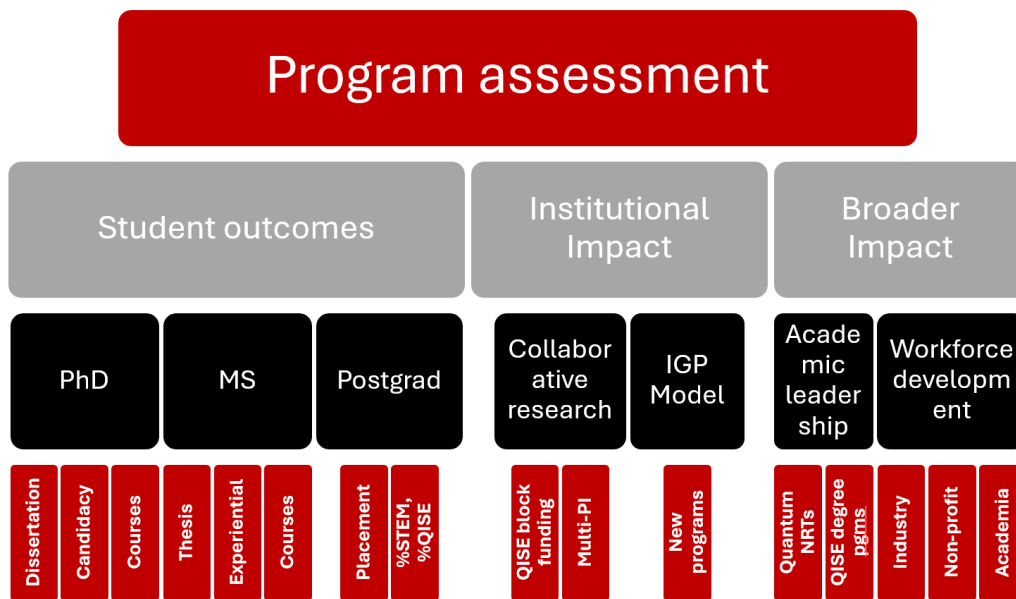 Program assessment
Student outcomes
Institutional
Impact
Broader
Impact
PhD
MS
Postgrad
Collabor
ative
research
IGP
Model
Acade
mic
leader
ship
Workforce
developm
ent
Dissertation
Candidacy
Courses
Thesis
Experiential
Courses
Placement
%STEM,
%QISE
QISE block
funding
Multi-PI
New
programs
Quantum
NRTs
QISE degree
pgms
Industry
Non-profit
Academia